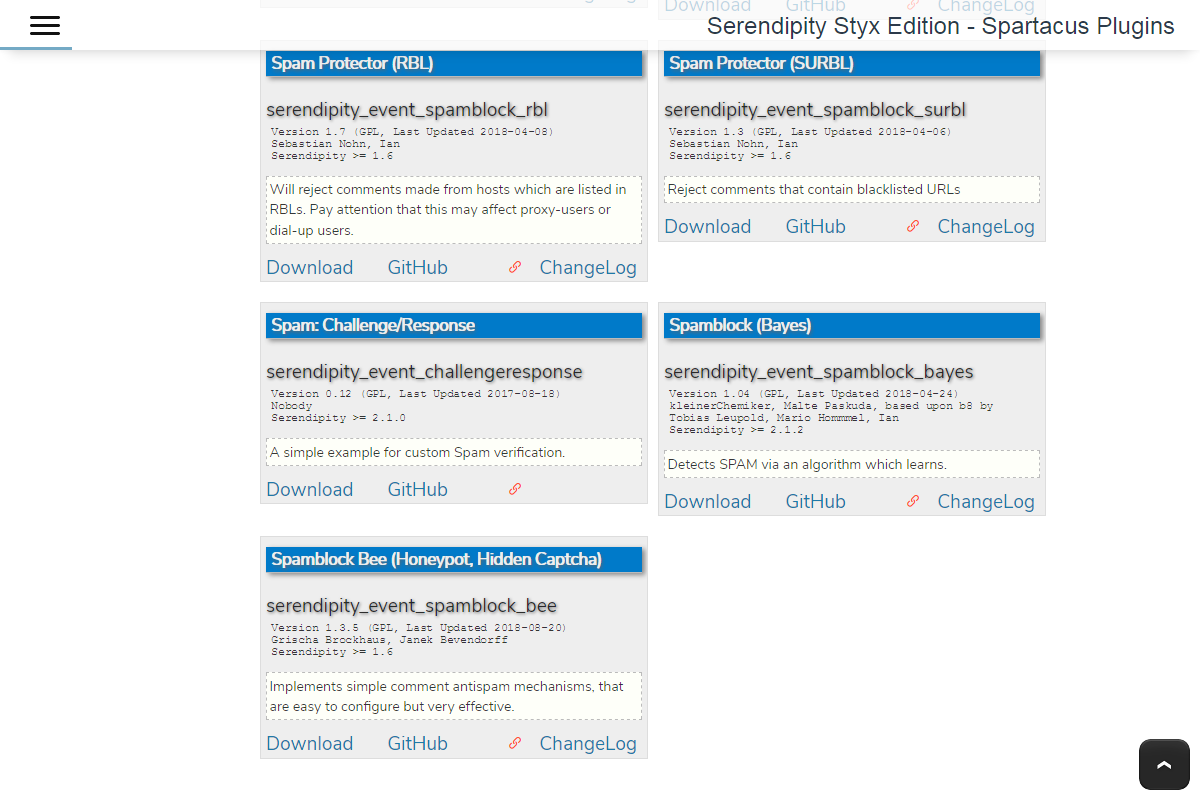 Download GitHub ChangeLog
Serendipity Styx Edition - Spartacus Plugins
Spam Protector (RBL)
serendipity_event_spamblock_rbl
Version 1.7 (GPL, Last Updated 2018-04-08)
Sebastian Nohn, Ian
Serendipity >= 1.6
Will reject comments made from hosts which are listed in
RBLs. Pay attention that this may affect proxy-users or
dial-up users.
Download GitHub ChangeLog
Spam Protector (SURBL)
serendipity_event_spamblock_surbl
Version 1.3 (GPL, Last Updated 2018-04-06)
Sebastian Nohn, Ian
Serendipity >= 1.6
Reject comments that contain blacklisted URLs
Download GitHub ChangeLog
Spam: Challenge/Response
serendipity_event_challengeresponse
Version 0.12 (GPL, Last Updated 2017-08-18)
Nobody
Serendipity >= 2.1.0
A simple example for custom Spam verification.
Download GitHub
Spamblock (Bayes)
serendipity_event_spamblock_bayes
Version 1.04 (GPL, Last Updated 2018-04-24)
kleinerChemiker, Malte Paskuda, based upon b8 by
Tobias Leupold, Mario Hommmel, Ian
Serendipity >= 2.1.2
Detects SPAM via an algorithm which learns.
Download GitHub ChangeLog
Spamblock Bee (Honeypot, Hidden Captcha)
serendipity_event_spamblock_bee
Version 1.3.5 (GPL, Last Updated 2018-08-20)
Grischa Brockhaus, Janek Bevendorff
Serendipity >= 1.6
Implements simple comment antispam mechanisms, that
are easy to configure but very effective.
Download GitHub ChangeLog